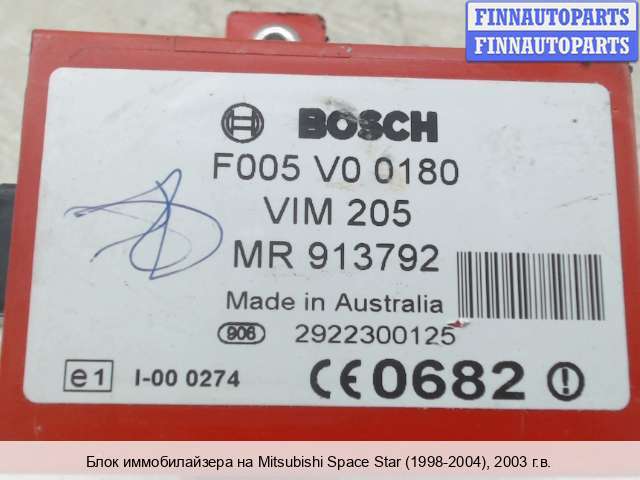 FINNAUTOPARTS
FINNAUTOPARTS
BOSCH
F005 V0 0180
VIM 205
MR 913792
Made in Australia
906 2922300125
e1 I-00 0274 CE0682
Блок иммобилайзера на Mitsubishi Space Star (1998-2004), 2003 г.в.